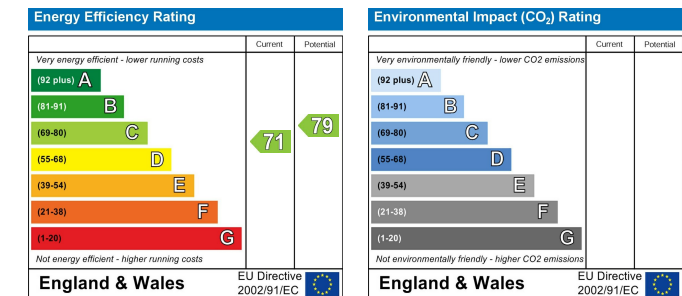 Energy Efficiency Rating
Current Potential
Very energy efficient - lower running costs
(92 plus) A
(81-91) B
(69-80) C
(55-68) D
(39-54) E
(21-38) F
(1-20) G
71
79
Not energy efficient - higher running costs
England & Wales
EU Directive
2002/91/EC
Environmental Impact (CO2) Rating
Current Potential
Very environmentally friendly - lower CO2 emissions
(92 plus) A
(81-91) B
(69-80) C
(55-68) D
(39-54) E
(21-38) F
(1-20) G
Not environmentally friendly - higher CO2 emissions
England & Wales
EU Directive
2002/91/EC